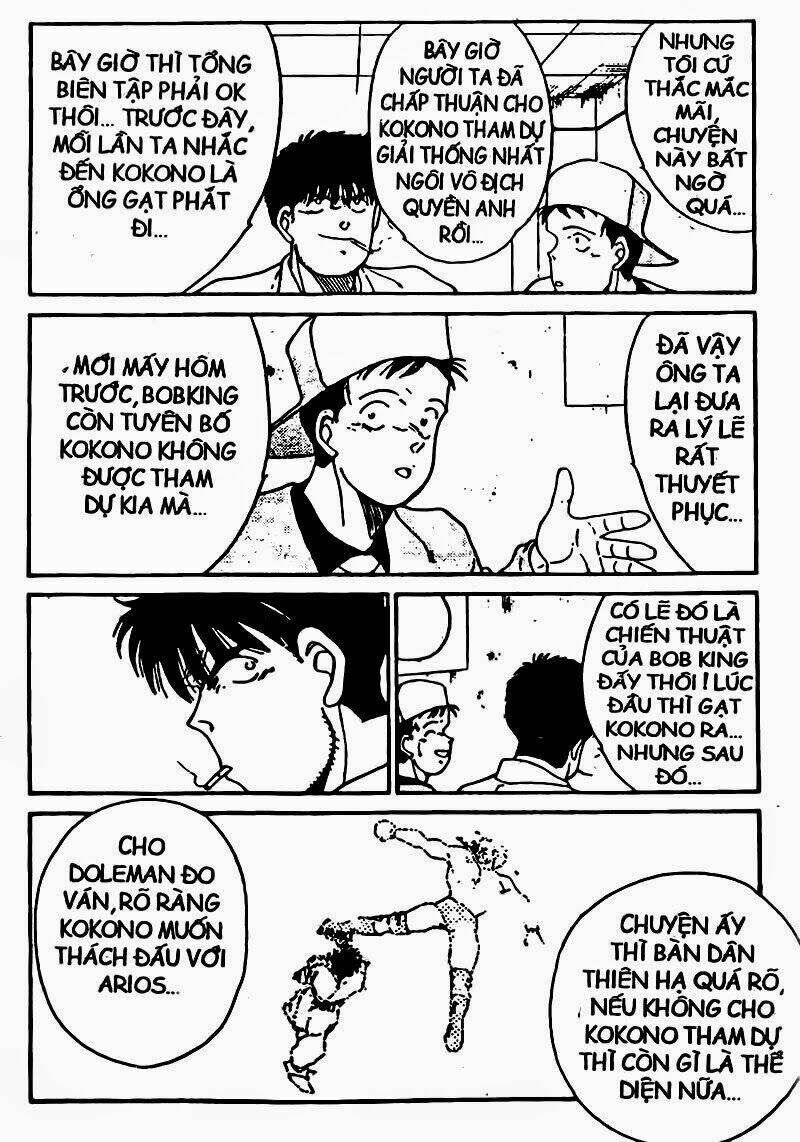 BÂY GIỜ THÌ TỔNG
BIÊN TẬP PHẢI OK
THÔI... TRƯỚC ĐÂY,
MỖI LẦN TA NHẮC
ĐẾN KOKONO LÀ
ỔNG GẠT PHẮT
ĐI...
BÂY GIỜ
NGƯỜI TA ĐÃ
CHẤP THUẬN CHO
KOKONO THAM DỰ
GIẢI THỐNG NHẤT
NGÔI VÔ ĐỊCH
QUYỀN ANH
RỒI...
NHƯNG
TÔI CỨ
THẮC MẮC
MÃI,
CHUYỆN
NÀY BẤT
NGỜ
QUÁ...
MỚI MẤY HÔM
TRƯỚC, BOBKING
CÒN TUYÊN BỐ
KOKONO KHÔNG
ĐƯỢC THAM
DỰ KIA MÀ...
ĐÃ VẬY
ÔNG TA
LẠI ĐƯA
RA LÝ LẼ
RẤT
THUYẾT
PHỤC...
CÓ LẼ ĐÓ LÀ
CHIẾN THUẬT
CỦA BOB KING
ĐẤY THÔI! LÚC
ĐẦU THÌ GẠT
KOKONO RA...
NHƯNG SAU
ĐÓ...
CHO
DOLEMAN ĐO
VÁN, RÕ RÀNG
KOKONO MUỐN
THÁCH ĐẤU VỚI
ARIOS...
CHUYỆN ẤY
THÌ BÀN DÂN
THIÊN HẠ QUÁ RÕ,
NẾU KHÔNG CHO
KOKONO THAM DỰ
THÌ CÒN GÌ LÀ THỂ
DIỆN NỮA...